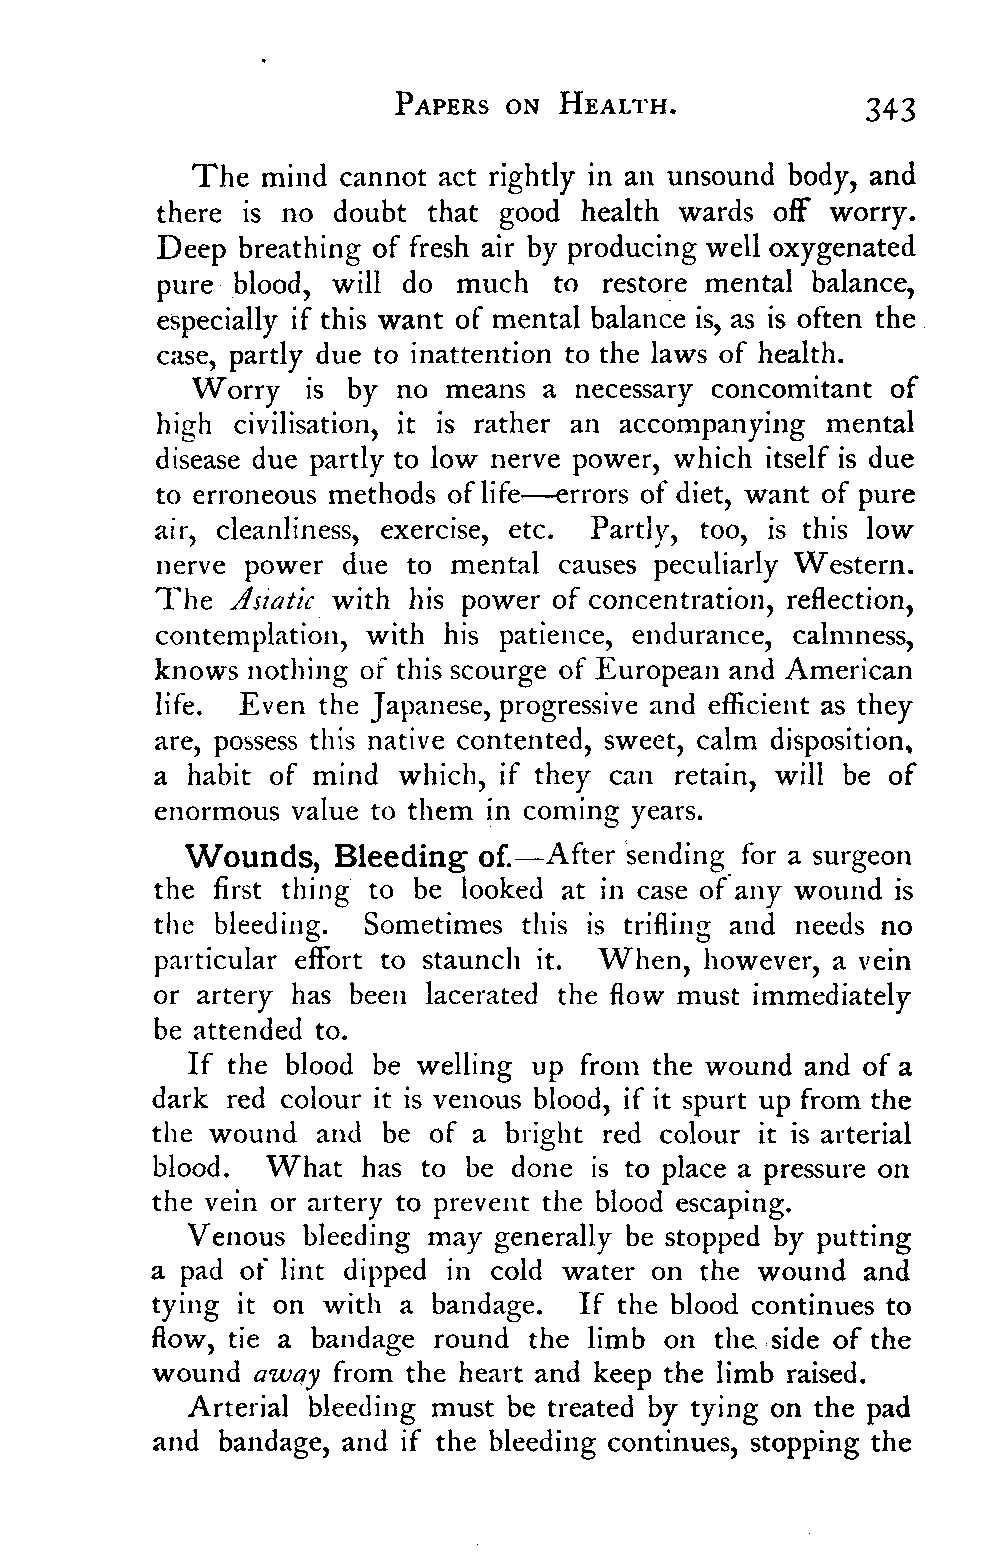 PAPERS ON HEALTH. 343
The mind cannot act rightly in an unsound body, and
there is no doubt that good health wards off worry.
Deep breathing of fresh air by producing well oxygenated
pure blood, will do much to restore mental balance,
especially if this want of mental balance is, as is often the
case, partly due to inattention to the laws of health.
Worry is by no means a necessary concomitant of
high civilisation, it is rather an accompanying mental
disease due partly to low nerve power, which itself is due
to erroneous methods of life—errors of diet, want of pure
air, cleanliness, exercise, etc. Partly, too, is this low
nerve power due to mental causes peculiarly Western.
The Asiatic with his power of concentration, reflection,
contemplation, with his patience, endurance, calmness,
knows nothing of this scourge of European and American
life. Even the Japanese, progressive and efficient as they
are, possess this native contented, sweet, calm disposition,
a habit of mind which, if they can retain, will be of
enormous value to them in coming years.
Wounds, Bleeding of.—After sending for a surgeon
the first thing to be looked at in case of any wound is
the bleeding. Sometimes this is trifling and needs no
particular effort to staunch it. When, however, a vein
or artery has been lacerated the flow must immediately
be attended to.
If the blood be welling up from the wound and of a
dark red colour it is venous blood, if it spurt up from the
the wound and be of a bright red colour it is arterial
blood. What has to be done is to place a pressure on
the vein or artery to prevent the blood escaping.
Venous bleeding may generally be stopped by putting
a pad of lint dipped in cold water on the wound and
tying it on with a bandage. If the blood continues to
flow, tie a bandage round the limb on the side of the
wound away from the heart and keep the limb raised.
Arterial bleeding must be treated by tying on the pad
and bandage, and if the bleeding continues, stopping the